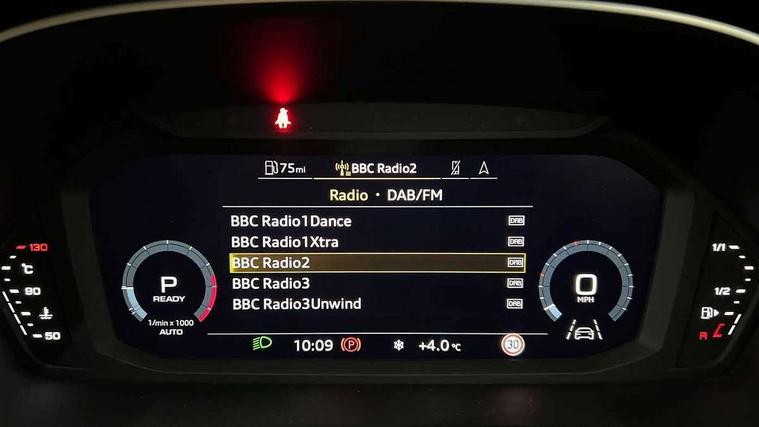 75mi BBC Radio2
Radio • DAB/FM
BBC Radio1Dance DAB
BBC Radio1Xtra DAB
BBC Radio2 DAB
BBC Radio3 DAB
BBC Radio3Unwind DAB
130
°C
90
50
P
READY
1/min x 1000
AUTO
0
MPH
1/1
1/2
R
10:09 P +4.0 °C 30